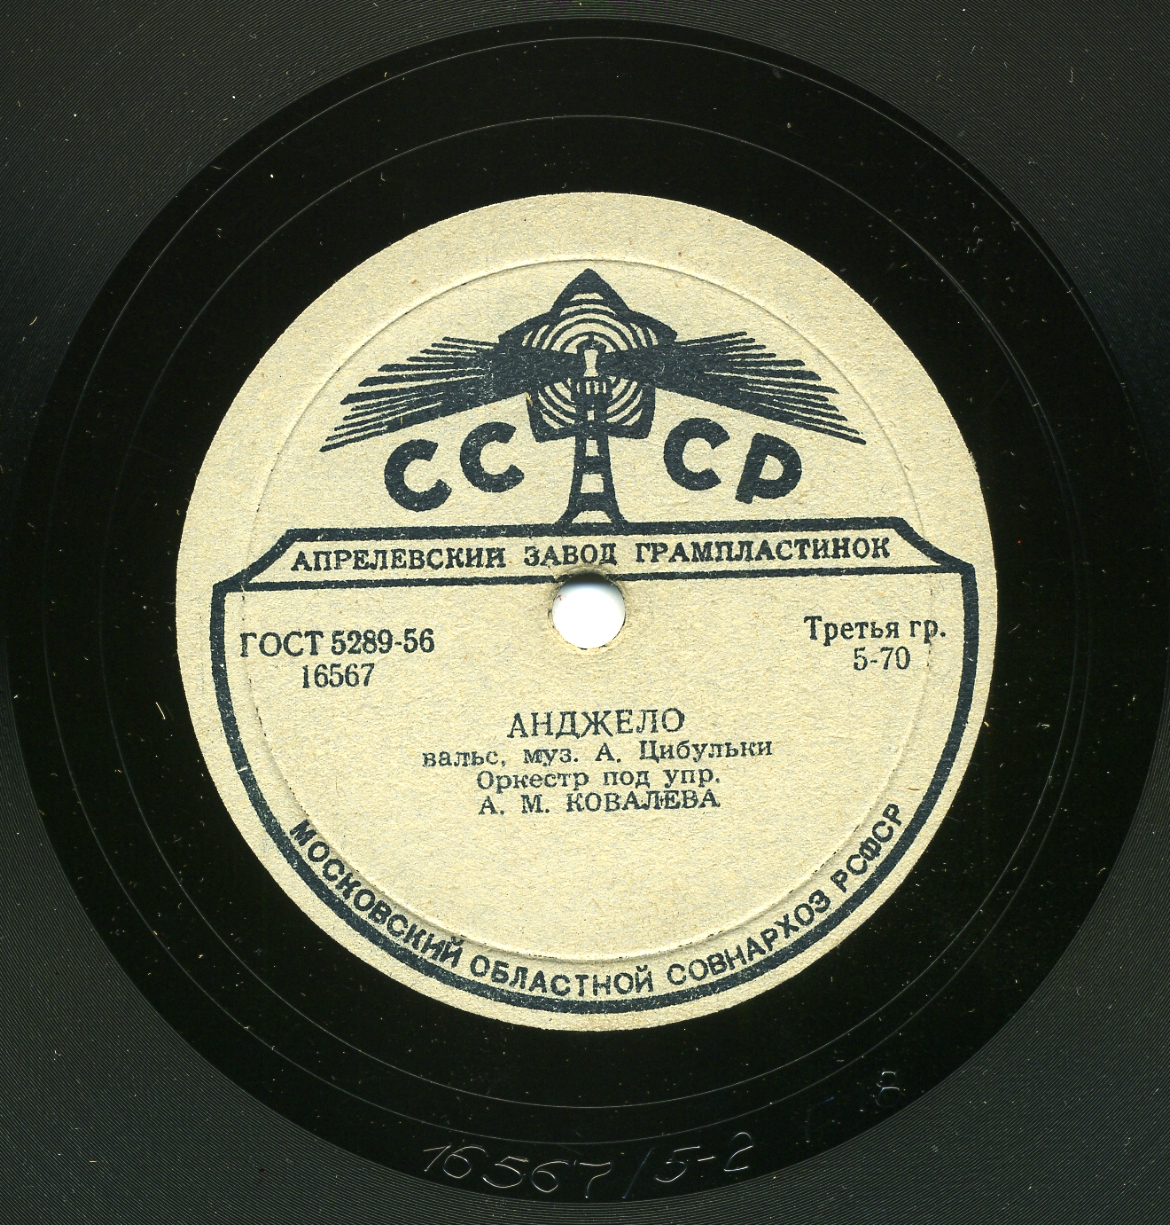 СССР
АПРЕЛЕВСКИЙ ЗАВОД ГРАМПЛАСТИНОК
ГОСТ 5289-56
16567
Третья гр.
5-70
АНДЖЕЛО
вальс, муз. А. Цибульки
Оркестр под упр.
А. М. КОВАЛЕВА
МОСКОВСКИЙ ОБЛАСТНОЙ СОВНАРХОЗ РСФСР
16567/5-2
Г 8